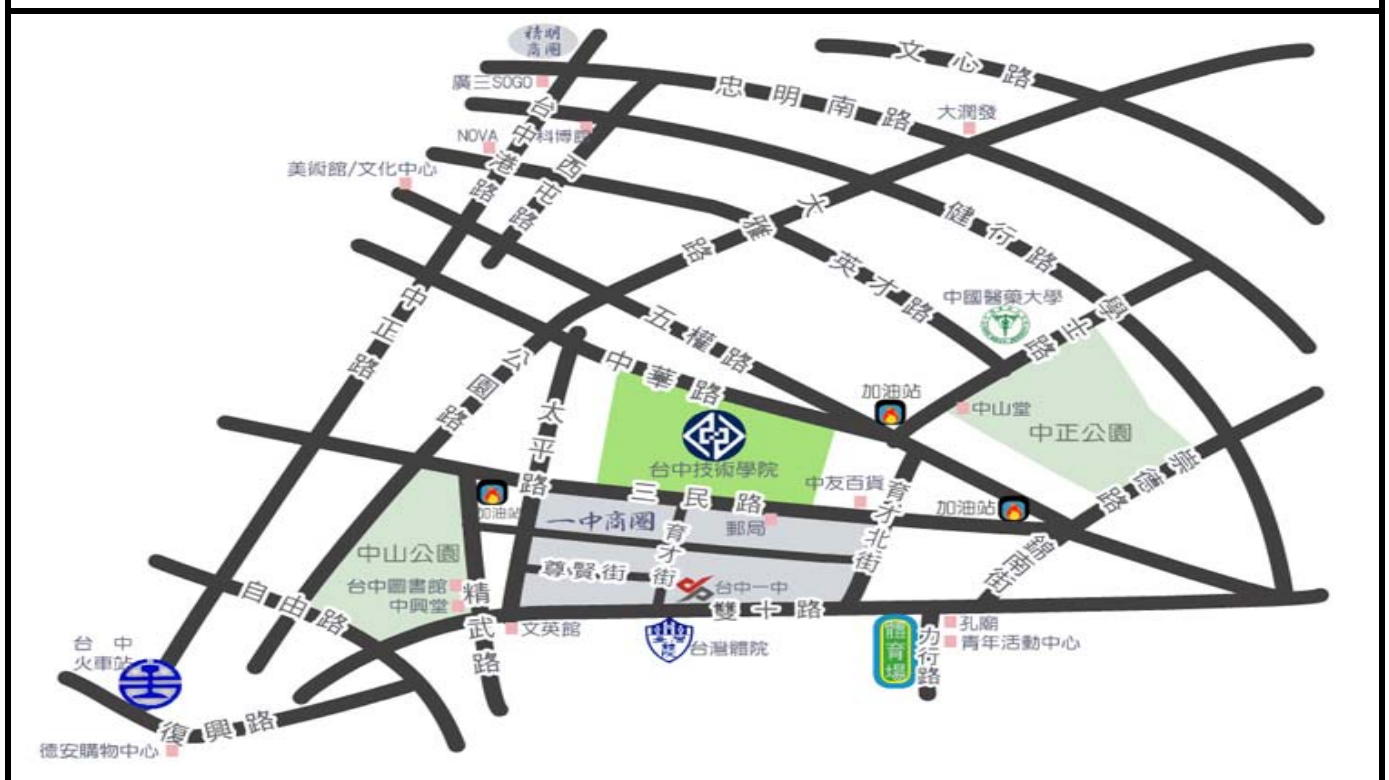 精明
商圈
廣三SOGO
文心路
忠明南路
大潤發
台中港路
NOVA
科博館
西屯路
美術館/文化中心
大雅路
健行路
英才路
中國醫藥大學
學士路
中正路
五權路
公園路
中華路
加油站
中山堂
中正公園
太平路
台中技術學院
崇德路
三民路
中友百貨
育才北街
加油站
加油站
一中商圈
郵局
育才街
錦南街
中山公園
尊賢街
台中一中
台中圖書館
中興堂
精武路
自由路
雙十路
文英館
台灣體院
體育場
力行路
孔廟
青年活動中心
台中
火車站
復興路
德安購物中心